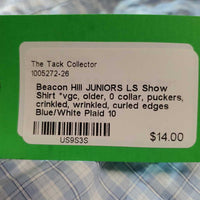 The Tack Collector
1005272-26
Beacon Hill JUNIORS LS Show
Shirt *vgc, older, 0 collar, puckers,
crinkled, wrinkled, curled edges
Blue/White Plaid 10
US9S3S
$14.00